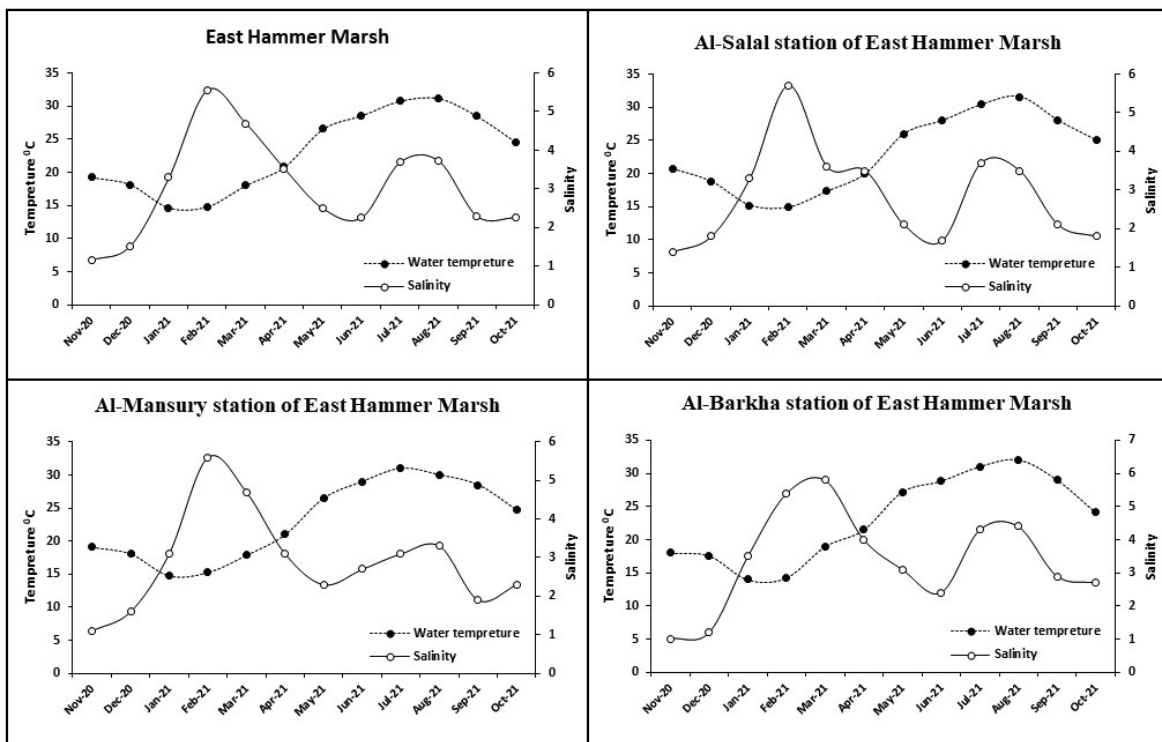 East Hammer Marsh
35
30
25
20
15
10
5
0
Tempreture ⁰C
6
5
4
3
2
1
0
Salinity
Water tempreture
Salinity
Nov-20
Dec-20
Jan-21
Feb-21
Mar-21
Apr-21
May-21
Jun-21
Jul-21
Aug-21
Sep-21
Oct-21
Al-Salal station of East Hammer Marsh
35
30
25
20
15
10
5
0
Tempreture ⁰C
6
5
4
3
2
1
0
Salinity
Water tempreture
Salinity
Nov-20
Dec-20
Jan-21
Feb-21
Mar-21
Apr-21
May-21
Jun-21
Jul-21
Aug-21
Sep-21
Oct-21
Al-Mansury station of East Hammer Marsh
35
30
25
20
15
10
5
0
Tempreture ⁰C
6
5
4
3
2
1
0
Salinity
Water tempreture
Salinity
Nov-20
Dec-20
Jan-21
Feb-21
Mar-21
Apr-21
May-21
Jun-21
Jul-21
Aug-21
Sep-21
Oct-21
Al-Barkha station of East Hammer Marsh
35
30
25
20
15
10
5
0
Tempreture ⁰C
7
6
5
4
3
2
1
0
Salinity
Water tempreture
Salinity
Nov-20
Dec-20
Jan-21
Feb-21
Mar-21
Apr-21
May-21
Jun-21
Jul-21
Aug-21
Sep-21
Oct-21